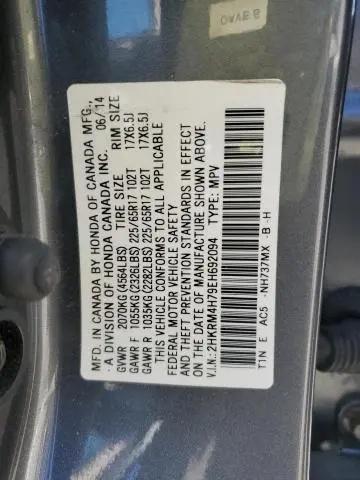 MFD. IN CANADA BY HONDA OF CANADA MFG.,
A DIVISION OF HONDA CANADA INC. 06/14
GVWR 2070KG(4564LBS) TIRE SIZE RIM SIZE
GAWR F 1055KG(2326LBS) 225/65R17 102T 17X6.5J
GAWR R 1035KG(2282LBS) 225/65R17 102T 17X6.5J
THIS VEHICLE CONFORMS TO ALL APPLICABLE
FEDERAL MOTOR VEHICLE SAFETY
AND THEFT PREVENTION STANDARDS IN EFFECT
ON THE DATE OF MANUFACTURE SHOWN ABOVE.
V.I.N.: 2HKRM4H79EH692094 TYPE: MPV
T1N E AC5 -NH737MX -B -H